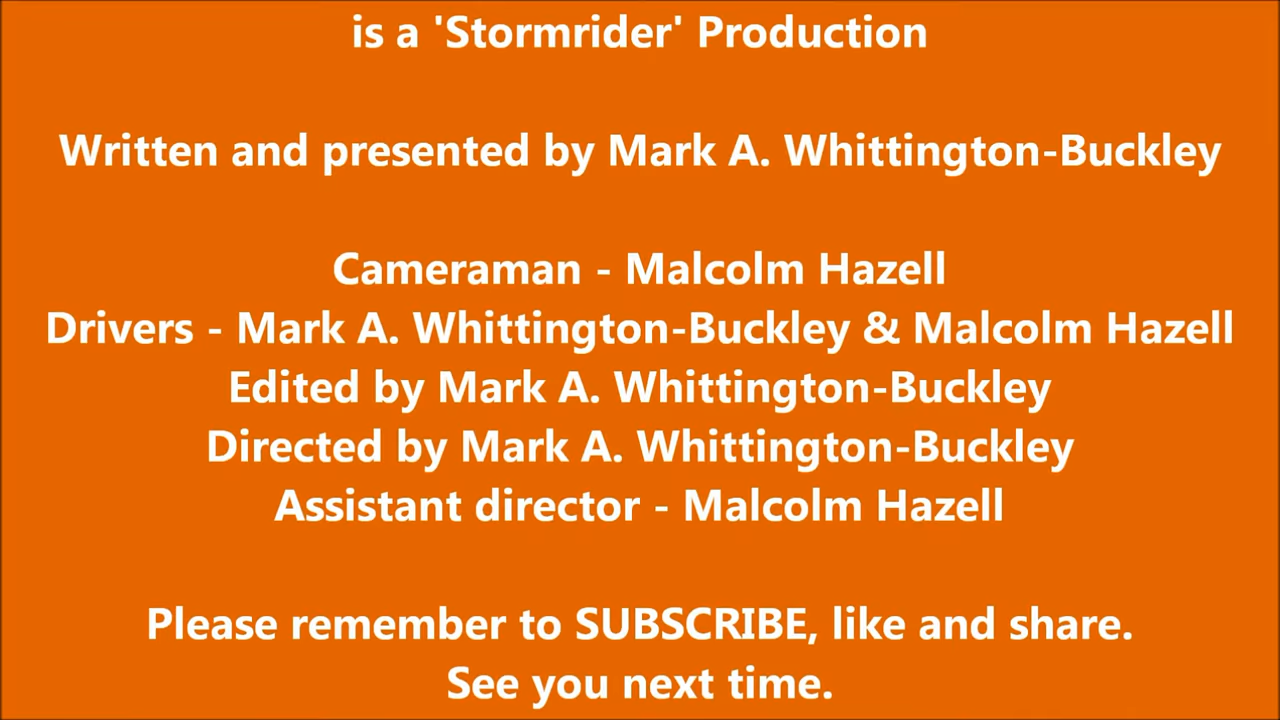 is a 'Stormrider' Production
Written and presented by Mark A. Whittington-Buckley
Cameraman - Malcolm Hazell
Drivers - Mark A. Whittington-Buckley & Malcolm Hazell
Edited by Mark A. Whittington-Buckley
Directed by Mark A. Whittington-Buckley
Assistant director - Malcolm Hazell
Please remember to SUBSCRIBE, like and share.
See you next time.